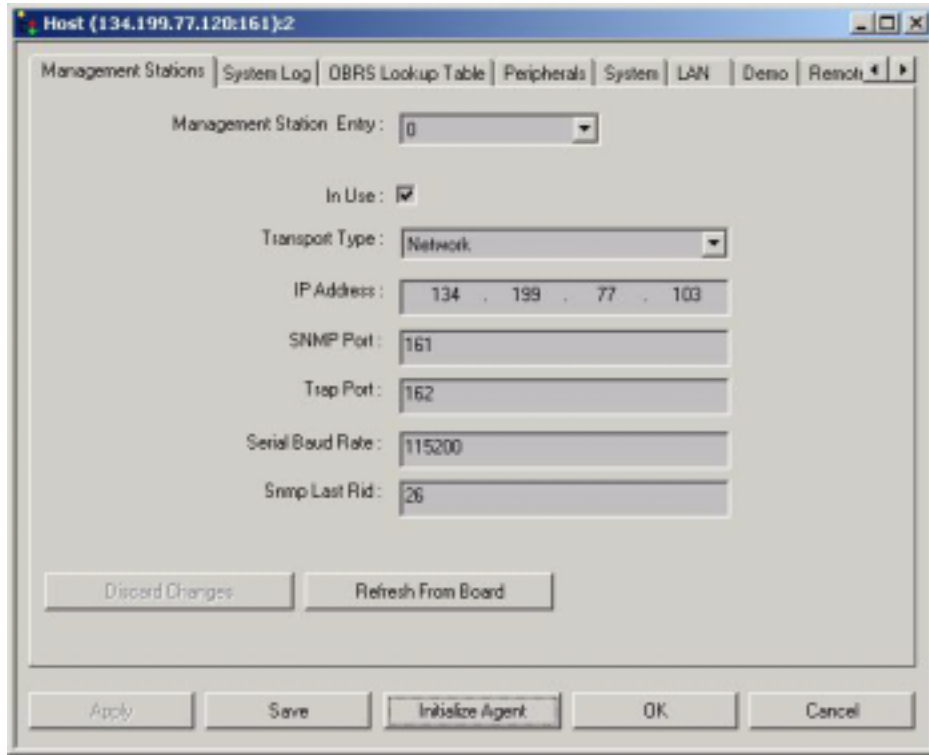 Host (134.199.77.120:161):2
Management Stations System Log OBRS Lookup Table Peripherals System LAN Demo
Management Station Entry : 0
In Use :
Transport Type : Network
IP Address : 134 . 199 . 77 . 103
SNMP Port : 161
Trap Port : 162
Serial Baud Rate : 115200
Snmp Last Rid : 26
Discard Changes Refresh From Board
Apply Save Initialize Agent OK Cancel